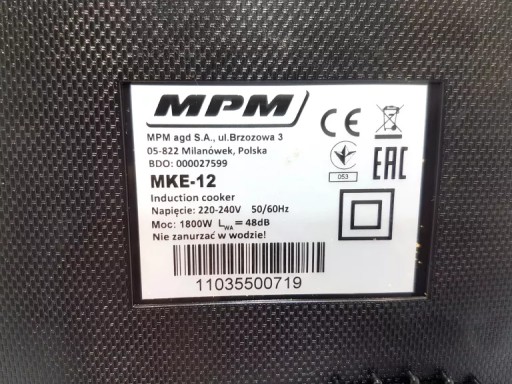 MPM
MPM agd S.A., ul.Brzozowa 3
05-822 Milanówek, Polska
BDO: 000027599
MKE-12
Induction cooker
Napięcie: 220-240V 50/60Hz
Moc: 1800W LWA = 48dB
Nie zanurzać w wodzie!
11035500719
CE
053
EAC